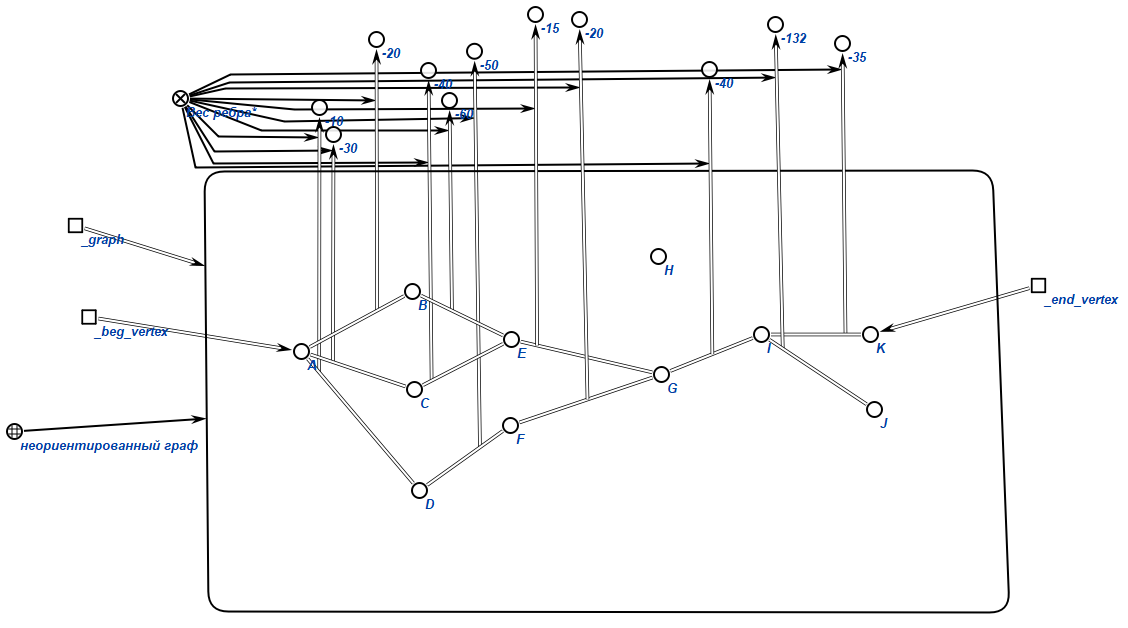 -15
-20
-132
-20
-35
-50
-40
-40
Вес ребра*
-10
-60
-30
_graph
H
_end_vertex
B
_beg_vertex
A
E
I
K
G
C
J
F
неориентированный граф
D